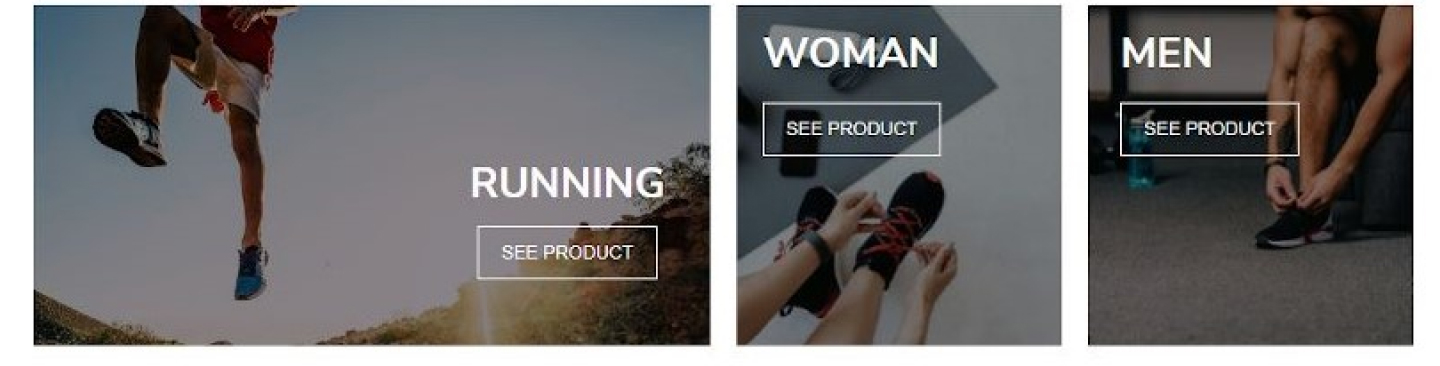 RUNNING
SEE PRODUCT
WOMAN
SEE PRODUCT
MEN
SEE PRODUCT